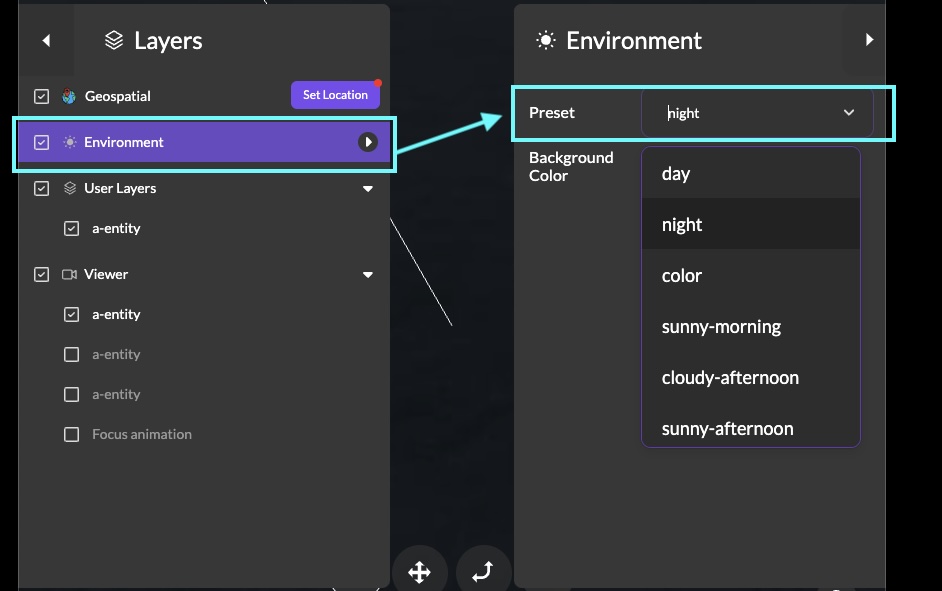 Layers
Geospatial
Set Location
Environment
User Layers
a-entity
Viewer
a-entity
a-entity
a-entity
Focus animation
Environment
Preset
night
Background
Color
day
night
color
sunny-morning
cloudy-afternoon
sunny-afternoon